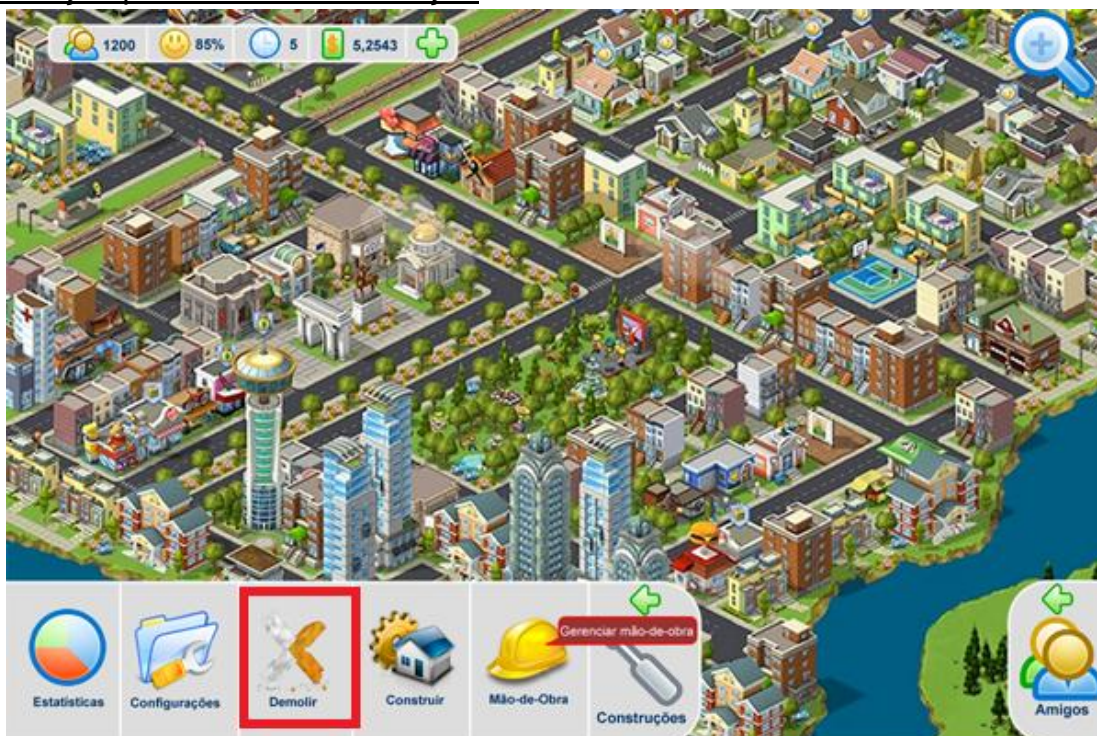 1200 85% 5 5,2543
Gerenciar mão-de-obra
Estatísticas Configurações Demolir Construir Mão-de-Obra Construções Amigos